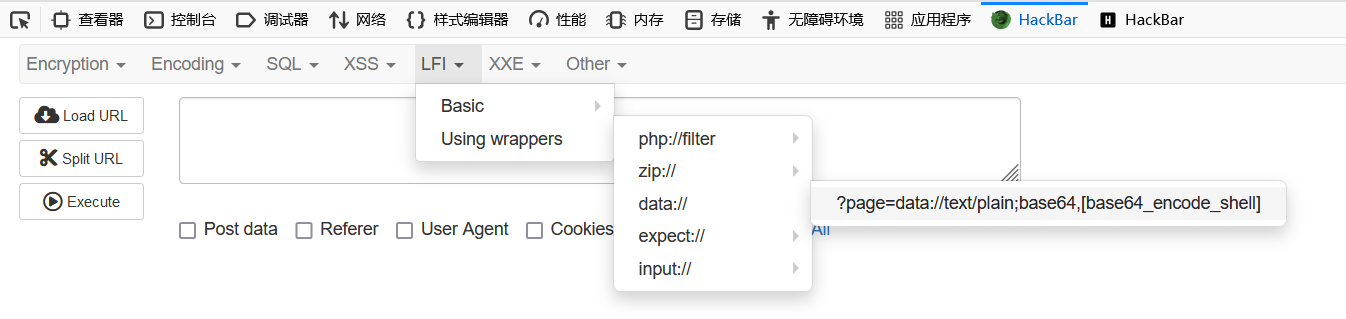 查看器 控制台 调试器 网络 样式编辑器 性能 内存 存储 无障碍环境 应用程序 HackBar H HackBar
Encryption Encoding SQL XSS LFI XXE Other
Basic
Load URL
Using wrappers php://filter
Split URL
zip://
Execute data:// ?page=data://text/plain;base64,[base64_encode_shell]
Post data Referer User Agent Cookies expect:// All
input://